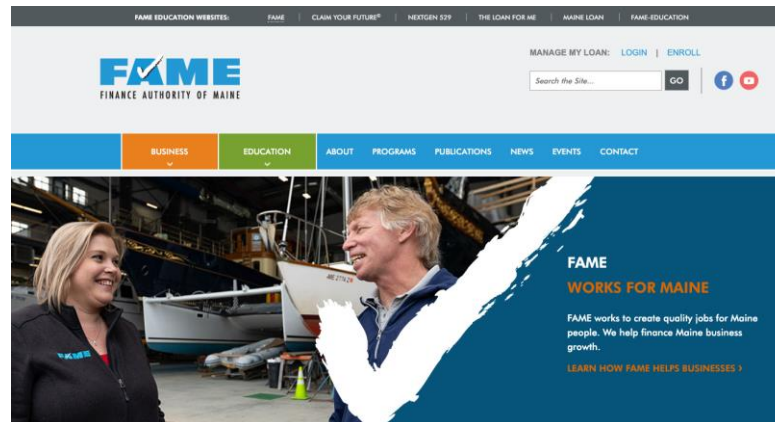 FAME EDUCATION WEBSITES: FAME | CLAIM YOUR FUTURE® | NEXTGEN 529 | THE LOAN FOR ME | MAINE LOAN | FAME-EDUCATION
MANAGE MY LOAN: LOGIN | ENROLL
Search the Site... GO
FAME
FINANCE AUTHORITY OF MAINE
BUSINESS EDUCATION ABOUT PROGRAMS PUBLICATIONS NEWS EVENTS CONTACT
FAME
WORKS FOR MAINE
FAME works to create quality jobs for Maine
people. We help finance Maine business
growth.
LEARN HOW FAME HELPS BUSINESSES ›
FAME